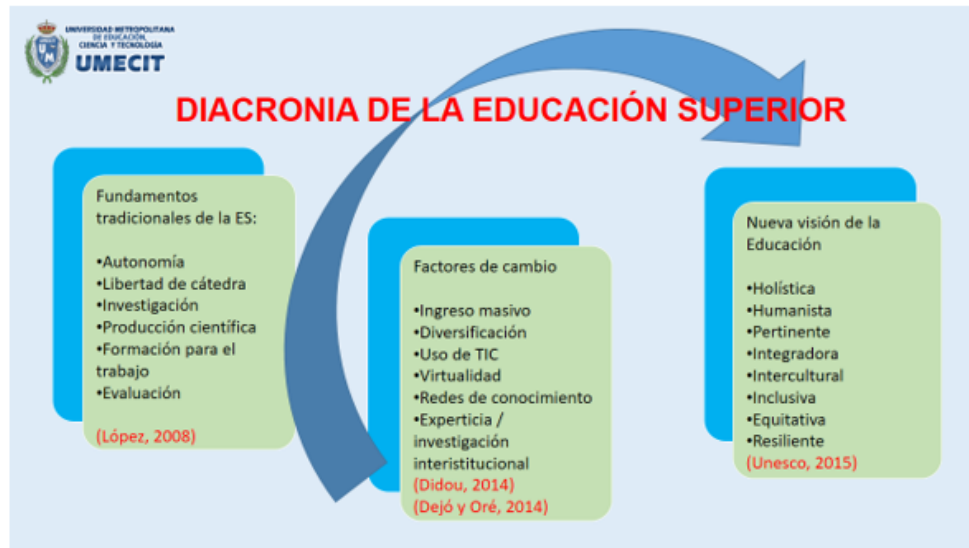 UNIVERSIDAD METROPOLITANA
DE EDUCACIÓN,
CIENCIA Y TECNOLOGÍA
UMECIT
DIACRONIA DE LA EDUCACIÓN SUPERIOR
Fundamentos
tradicionales de la ES:
•Autonomía
•Libertad de cátedra
•Investigación
•Producción científica
•Formación para el
trabajo
•Evaluación
(López, 2008)
Factores de cambio
•Ingreso masivo
•Diversificación
•Uso de TIC
•Virtualidad
•Redes de conocimiento
•Experticia /
investigación
interistitucional
(Didou, 2014)
(Dejó y Oré, 2014)
Nueva visión de la
Educación
•Holística
•Humanista
•Pertinente
•Integradora
•Intercultural
•Inclusiva
•Equitativa
•Resiliente
(Unesco, 2015)